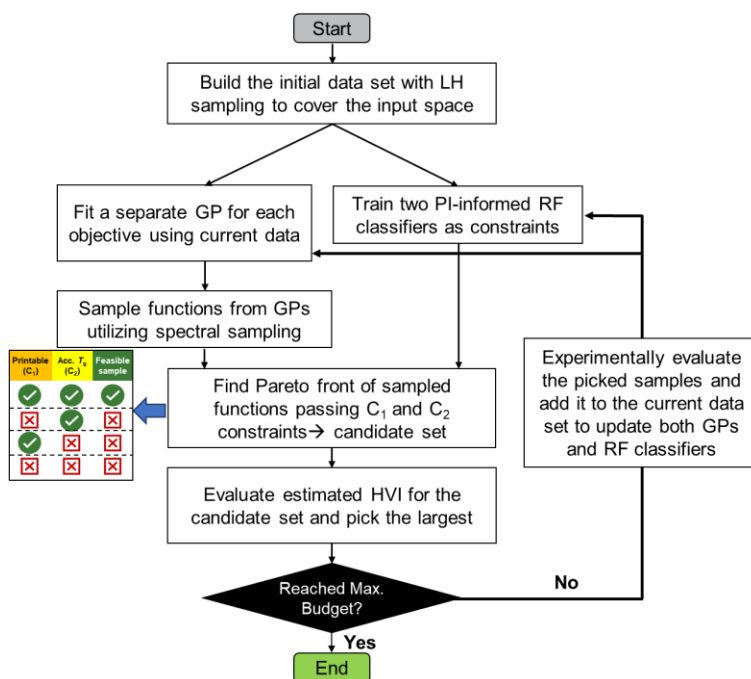 Start
Build the initial data set with LH
sampling to cover the input space
Fit a separate GP for each
objective using current data
Train two PI-informed RF
classifiers as constraints
Sample functions from GPs
utilizing spectral sampling
Printable
(C₁)
Acc. Tg
(C₂)
Feasible
sample
Find Pareto front of sampled
functions passing C₁ and C₂
constraints→ candidate set
Experimentally evaluate
the picked samples and
add it to the current data
set to update both GPs
and RF classifiers
Evaluate estimated HVI for the
candidate set and pick the largest
Reached Max.
Budget?
No
Yes
End